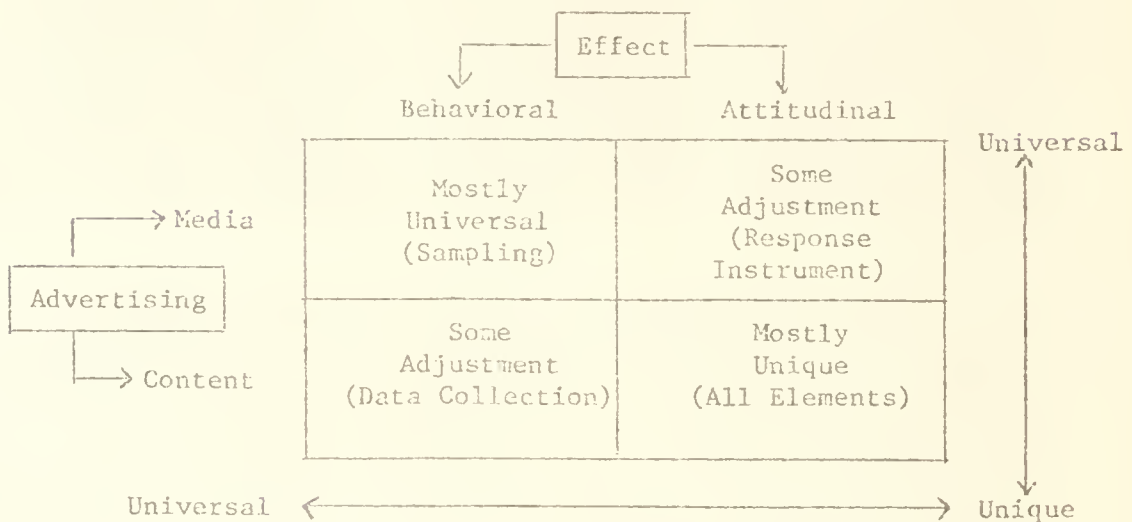 Effect
Behavioral Attitudinal
Universal
Mostly
Universal
(Sampling)
Some
Adjustment
(Response
Instrument)
Media
Advertising
Content
Some
Adjustment
(Data Collection)
Mostly
Unique
(All Elements)
Universal
Unique